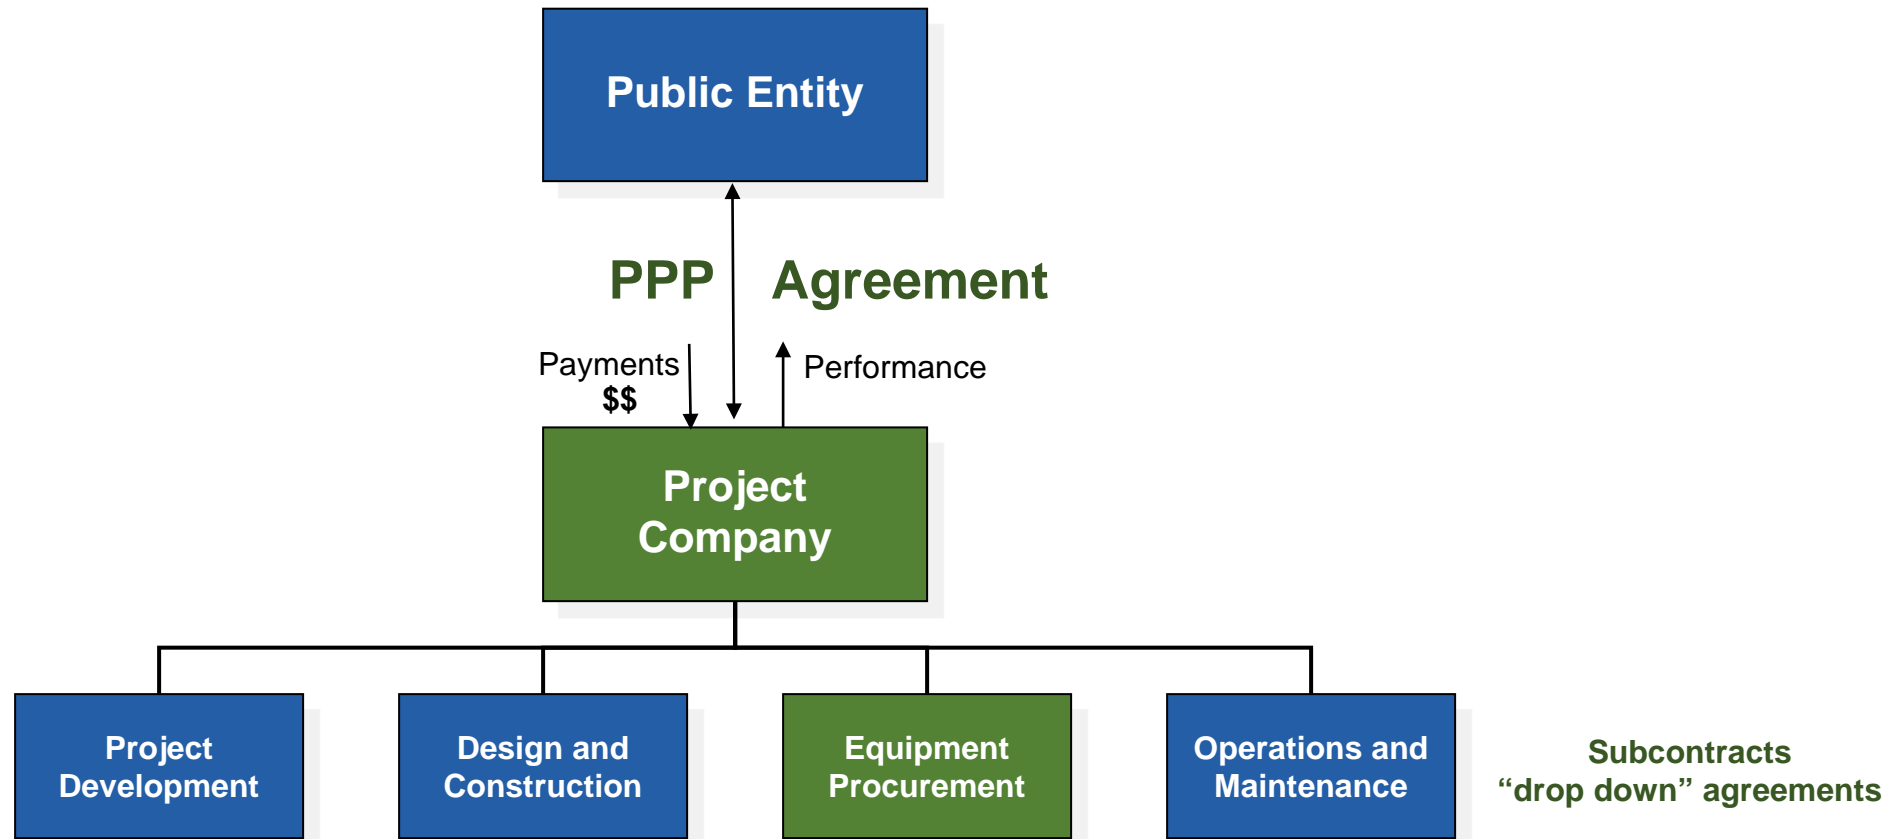 Public Entity
PPP Agreement
Payments
$$
Performance
Project
Company
Project
Development
Design and
Construction
Equipment
Procurement
Operations and
Maintenance
Subcontracts
“drop down” agreements